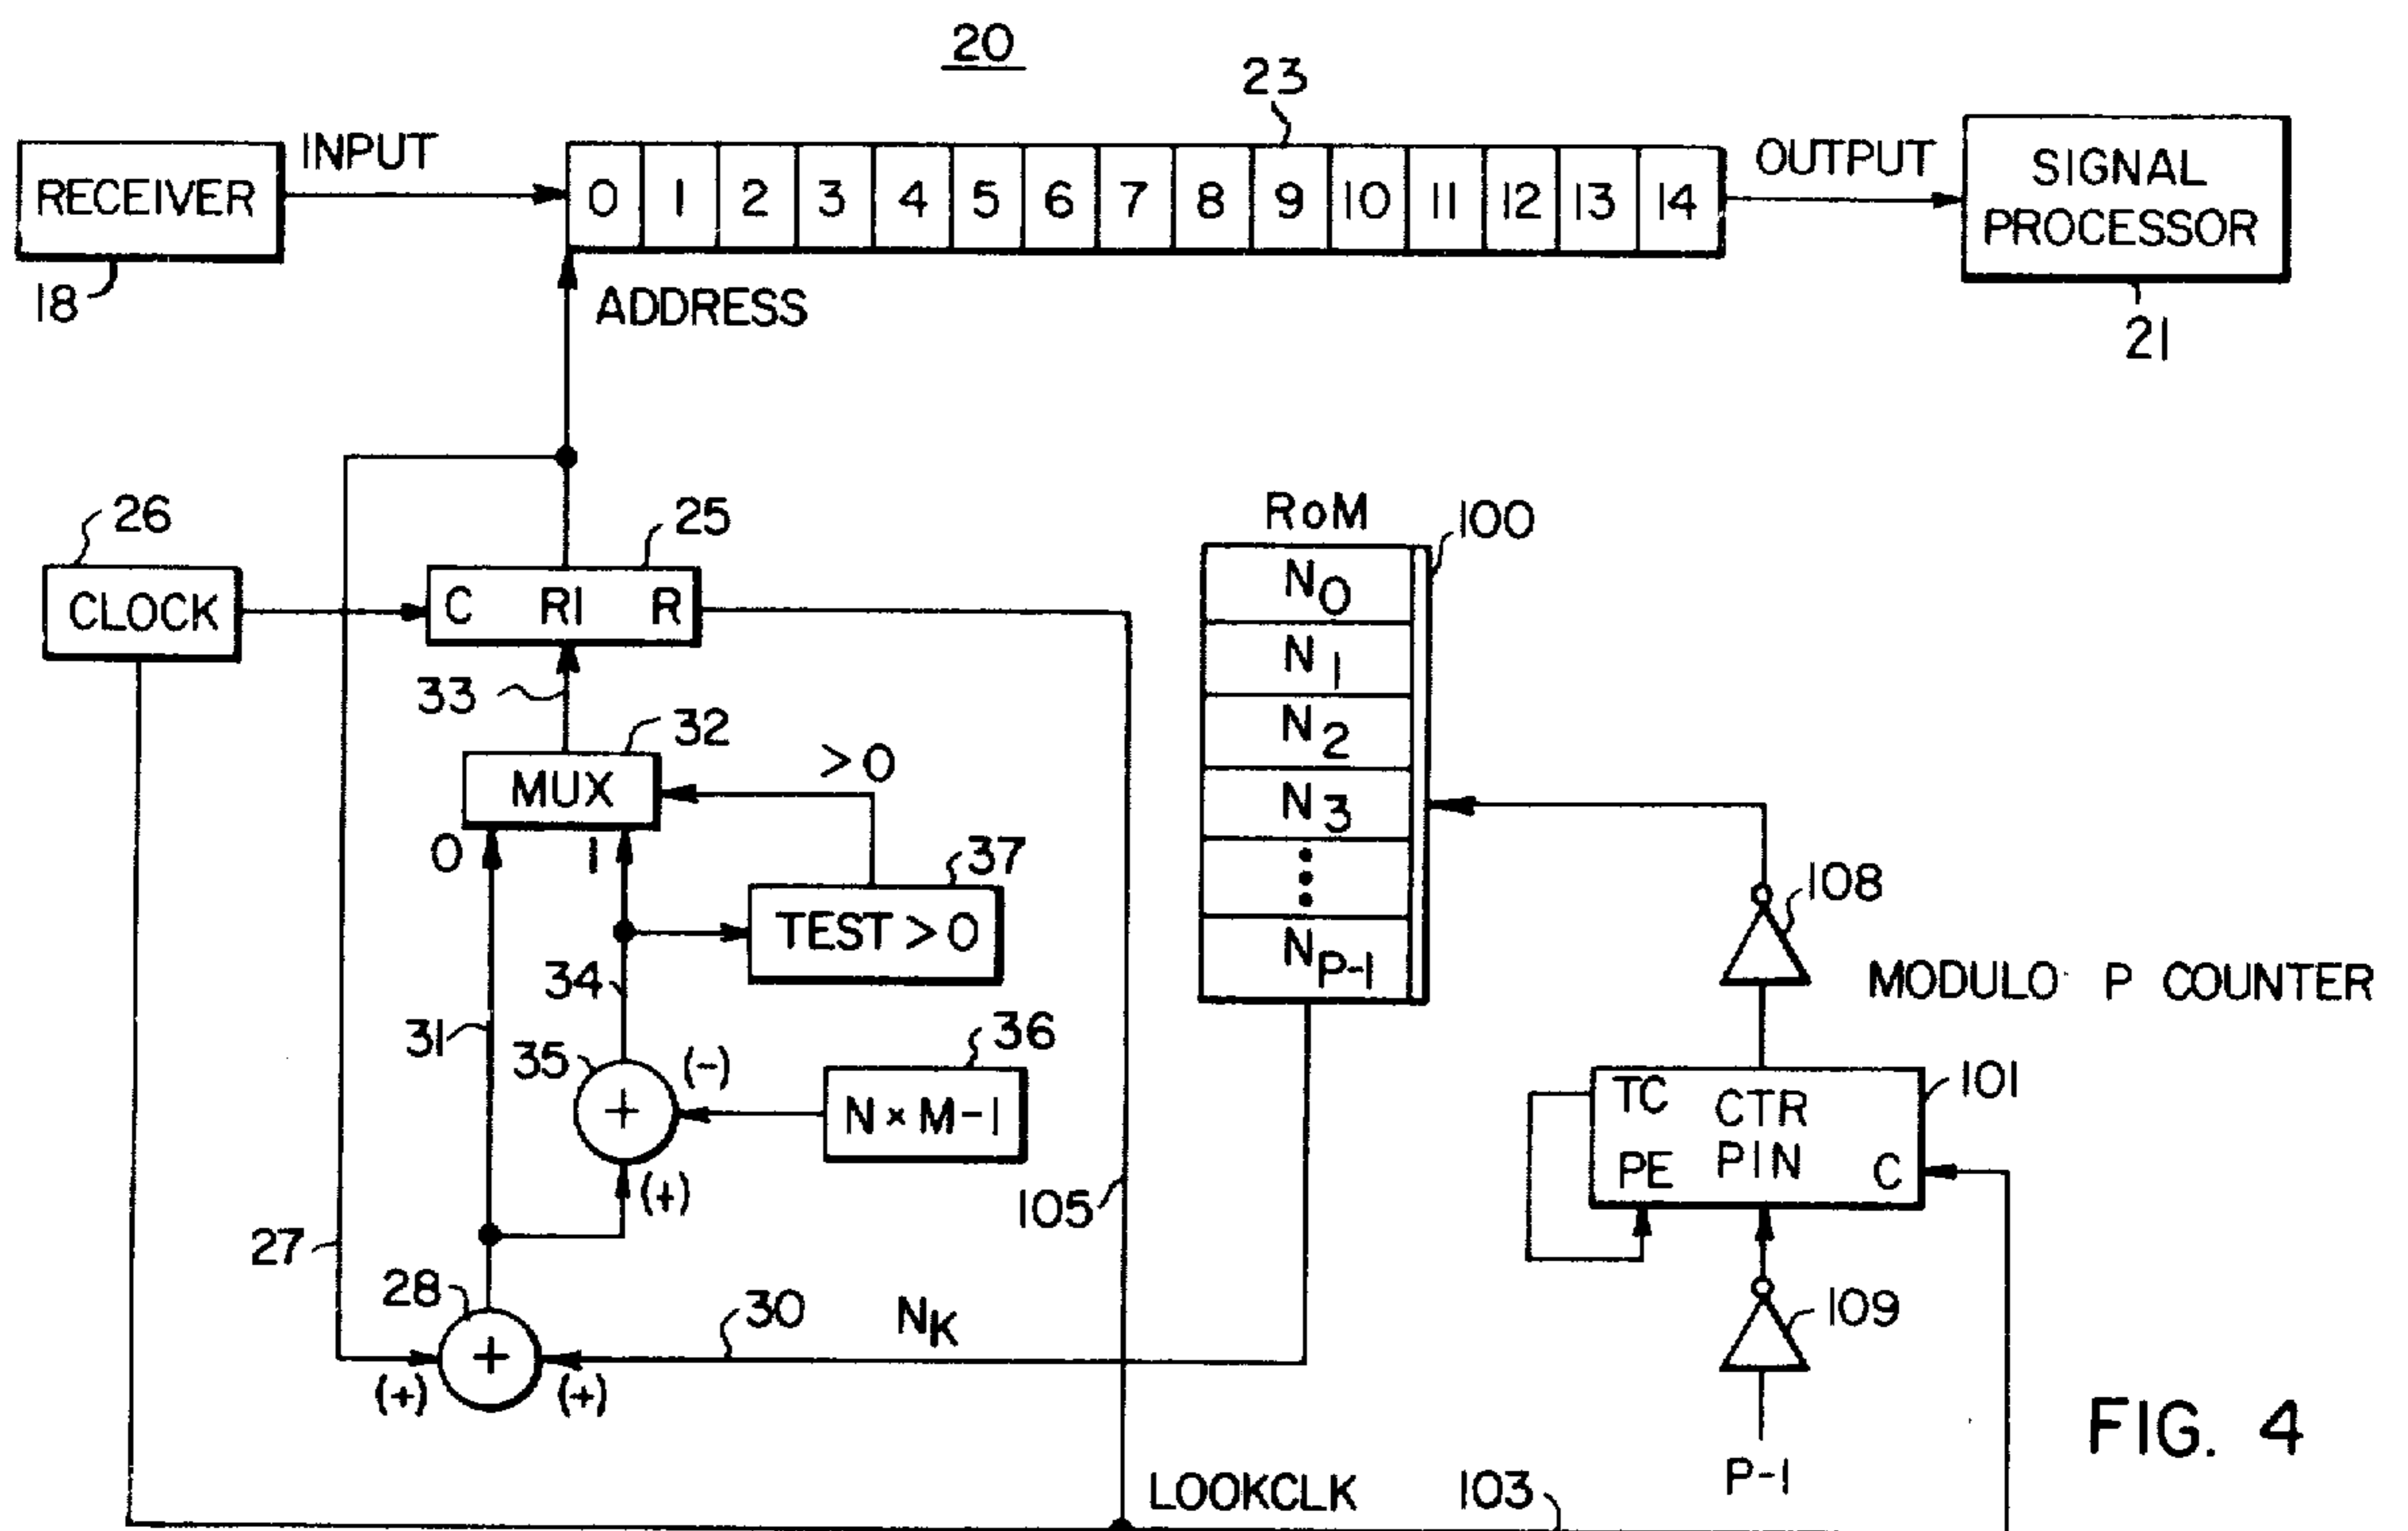 20
23
RECEIVER
INPUT
0 1 2 3 4 5 6 7 8 9 10 11 12 13 14
OUTPUT
SIGNAL
PROCESSOR
18
ADDRESS
21
26
25
RoM
100
CLOCK
C RI R
N0
N1
N2
N3
NP-1
33
32
MUX
>0
0
1
37
TEST >0
108
34
MODULO P COUNTER
31
35
(-)
36
+
N×M-1
(+)
TC CTR
PE PIN C
101
105
27
28
30
NK
109
+
(+)
(+)
P-1
FIG. 4
LOOKCLK
103